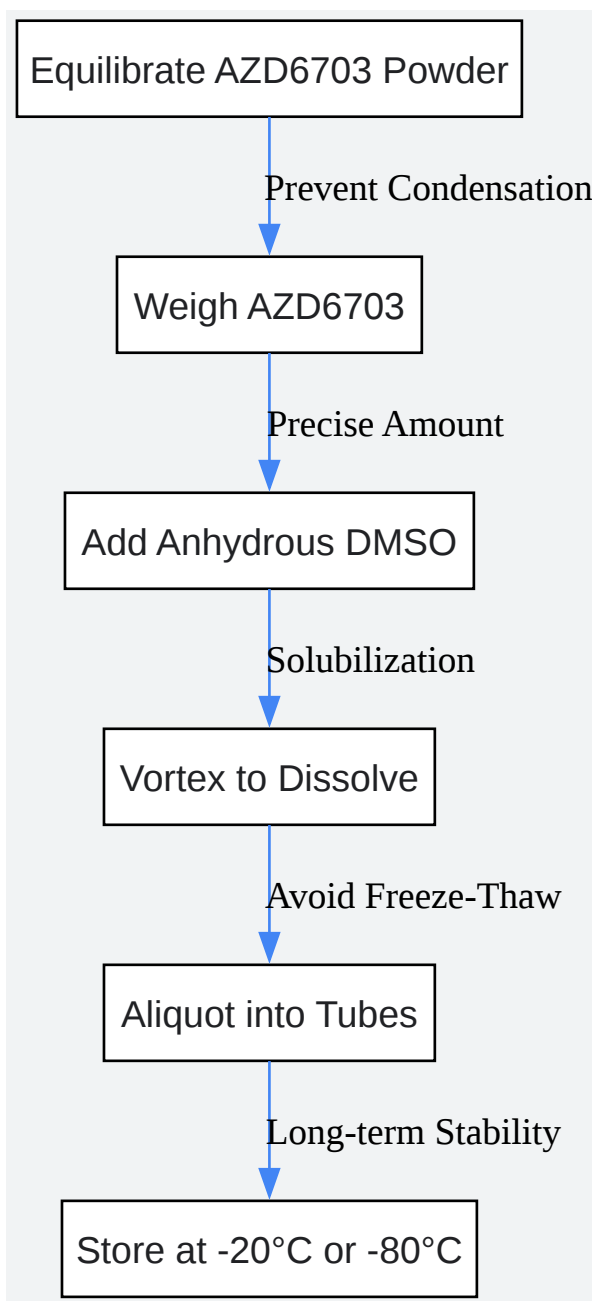 Equilibrate AZD6703 Powder
Prevent Condensation
Weigh AZD6703
Precise Amount
Add Anhydrous DMSO
Solubilization
Vortex to Dissolve
Avoid Freeze-Thaw
Aliquot into Tubes
Long-term Stability
Store at -20°C or -80°C